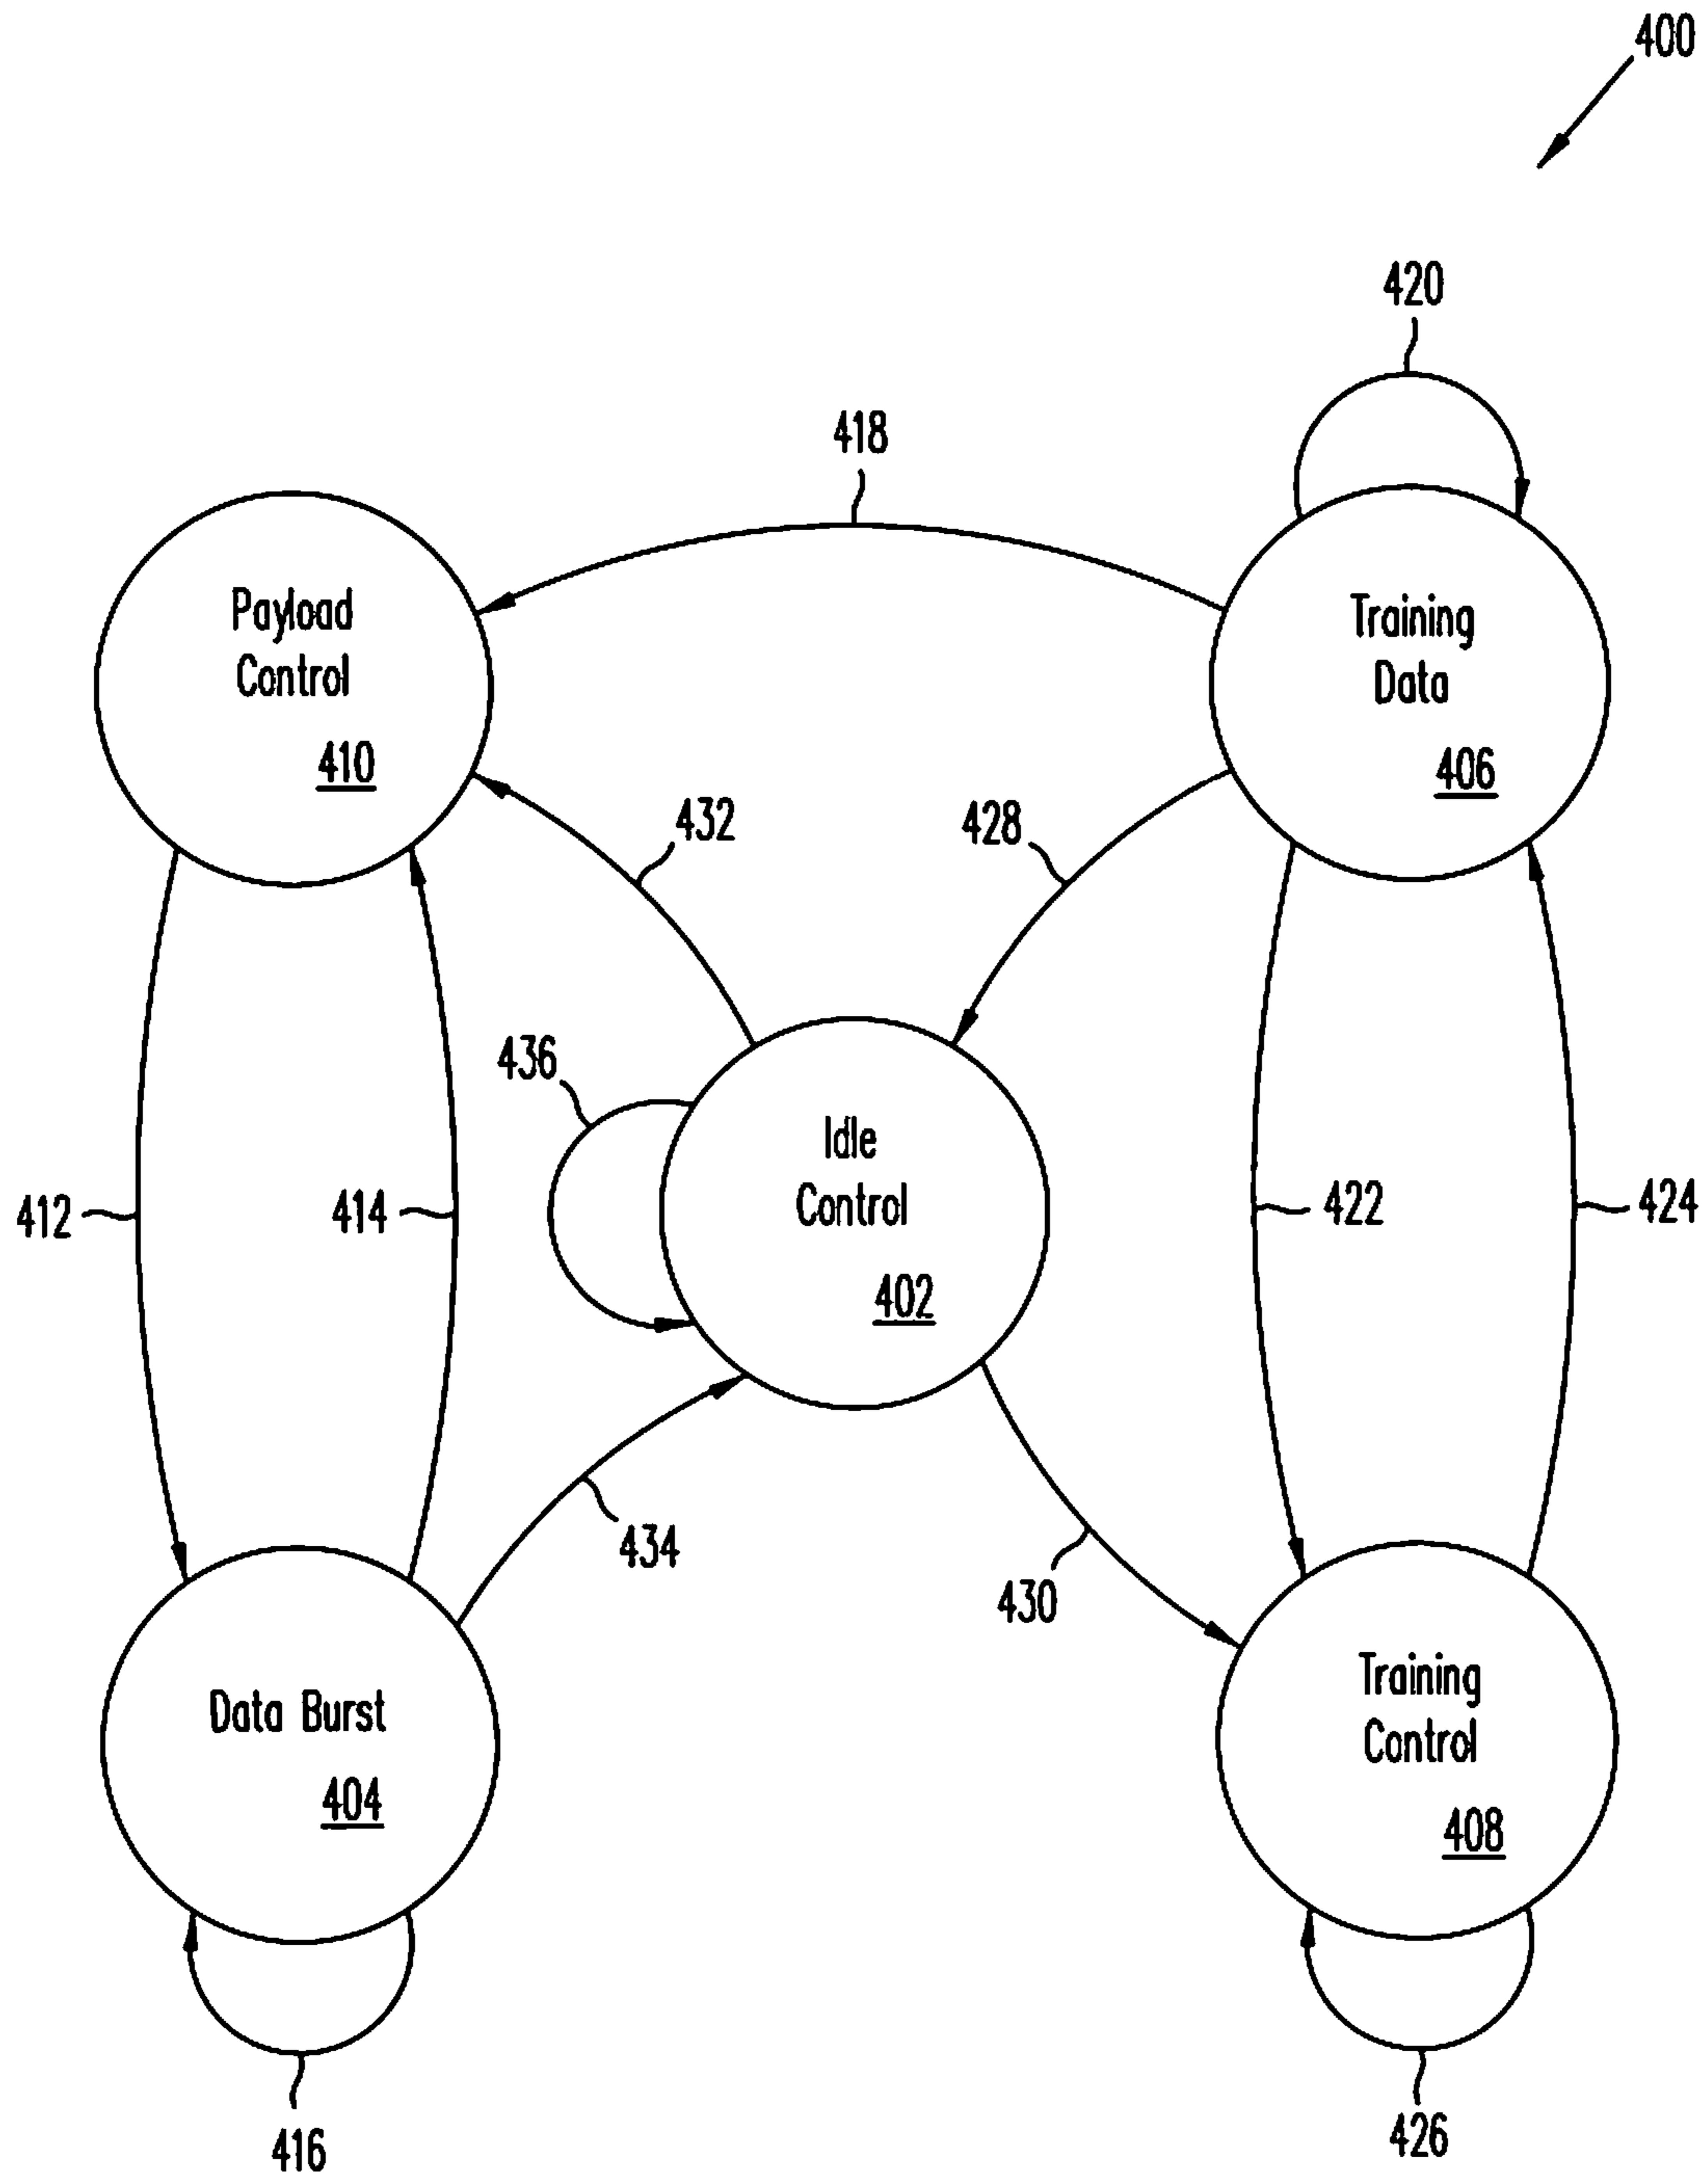 400
420
418
Payload
Control
410
Training
Data
406
432
428
436
Idle
Control
402
412
414
422
424
434
430
Data Burst
404
Training
Control
408
416
426